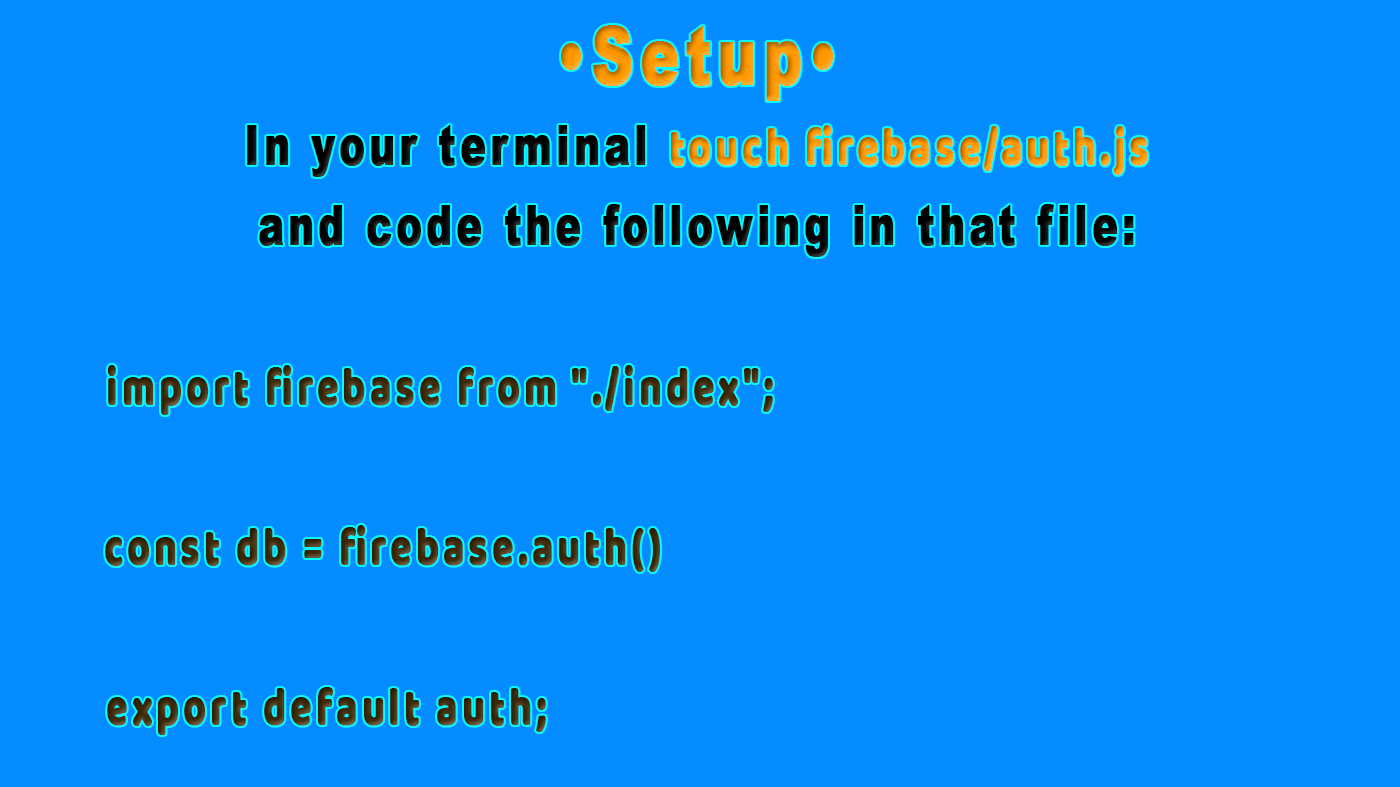 •Setup•
In your terminal touch firebase/auth.js
and code the following in that file:
import firebase from "./index";
const db = firebase.auth()
export default auth;